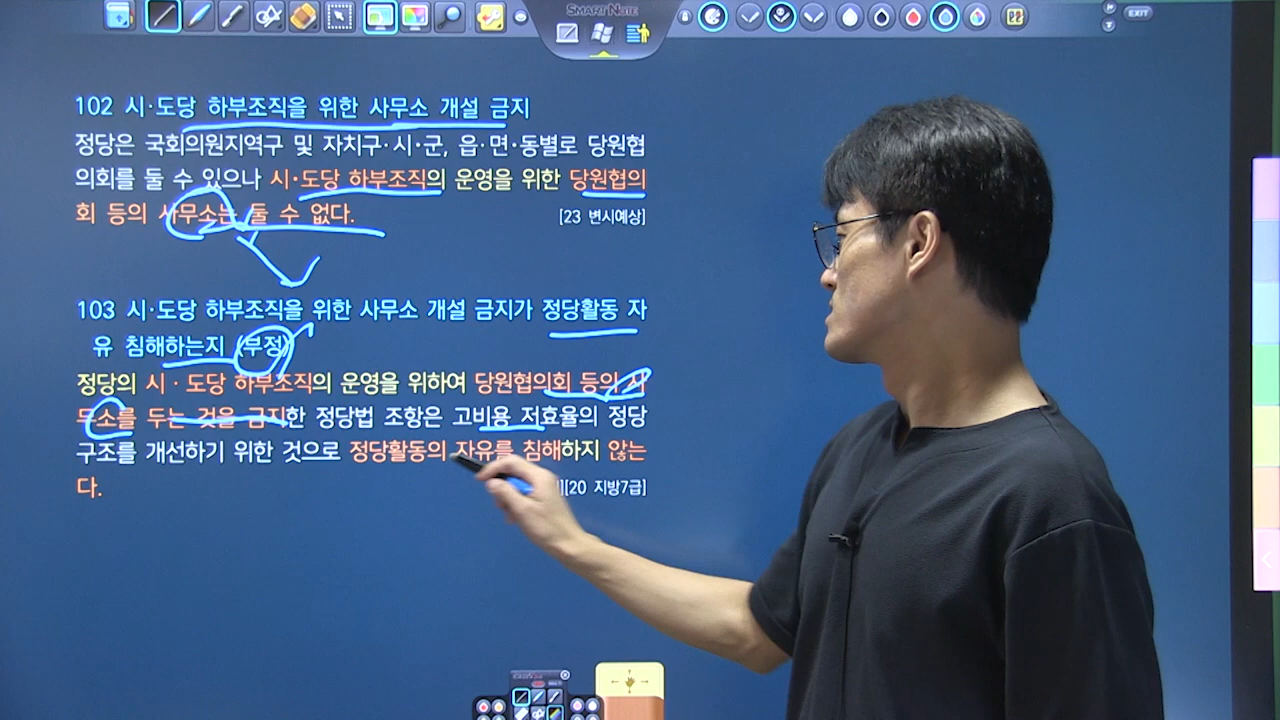 SMART NOTE
EXIT
102 시·도당 하부조직을 위한 사무소 개설 금지
정당은 국회의원지역구 및 자치구·시·군, 읍·면·동별로 당원협
의회를 둘 수 있으나 시·도당 하부조직의 운영을 위한 당원협의
회 등의 사무소는 둘 수 없다. [23 변시예상]
103 시·도당 하부조직을 위한 사무소 개설 금지가 정당활동 자
유 침해하는지 (부정)
정당의 시·도당 하부조직의 운영을 위하여 당원협의회 등의 사
무소를 두는 것을 금지한 정당법 조항은 고비용 저효율의 정당
구조를 개선하기 위한 것으로 정당활동의 자유를 침해하지 않는
다. [20 지방7급]